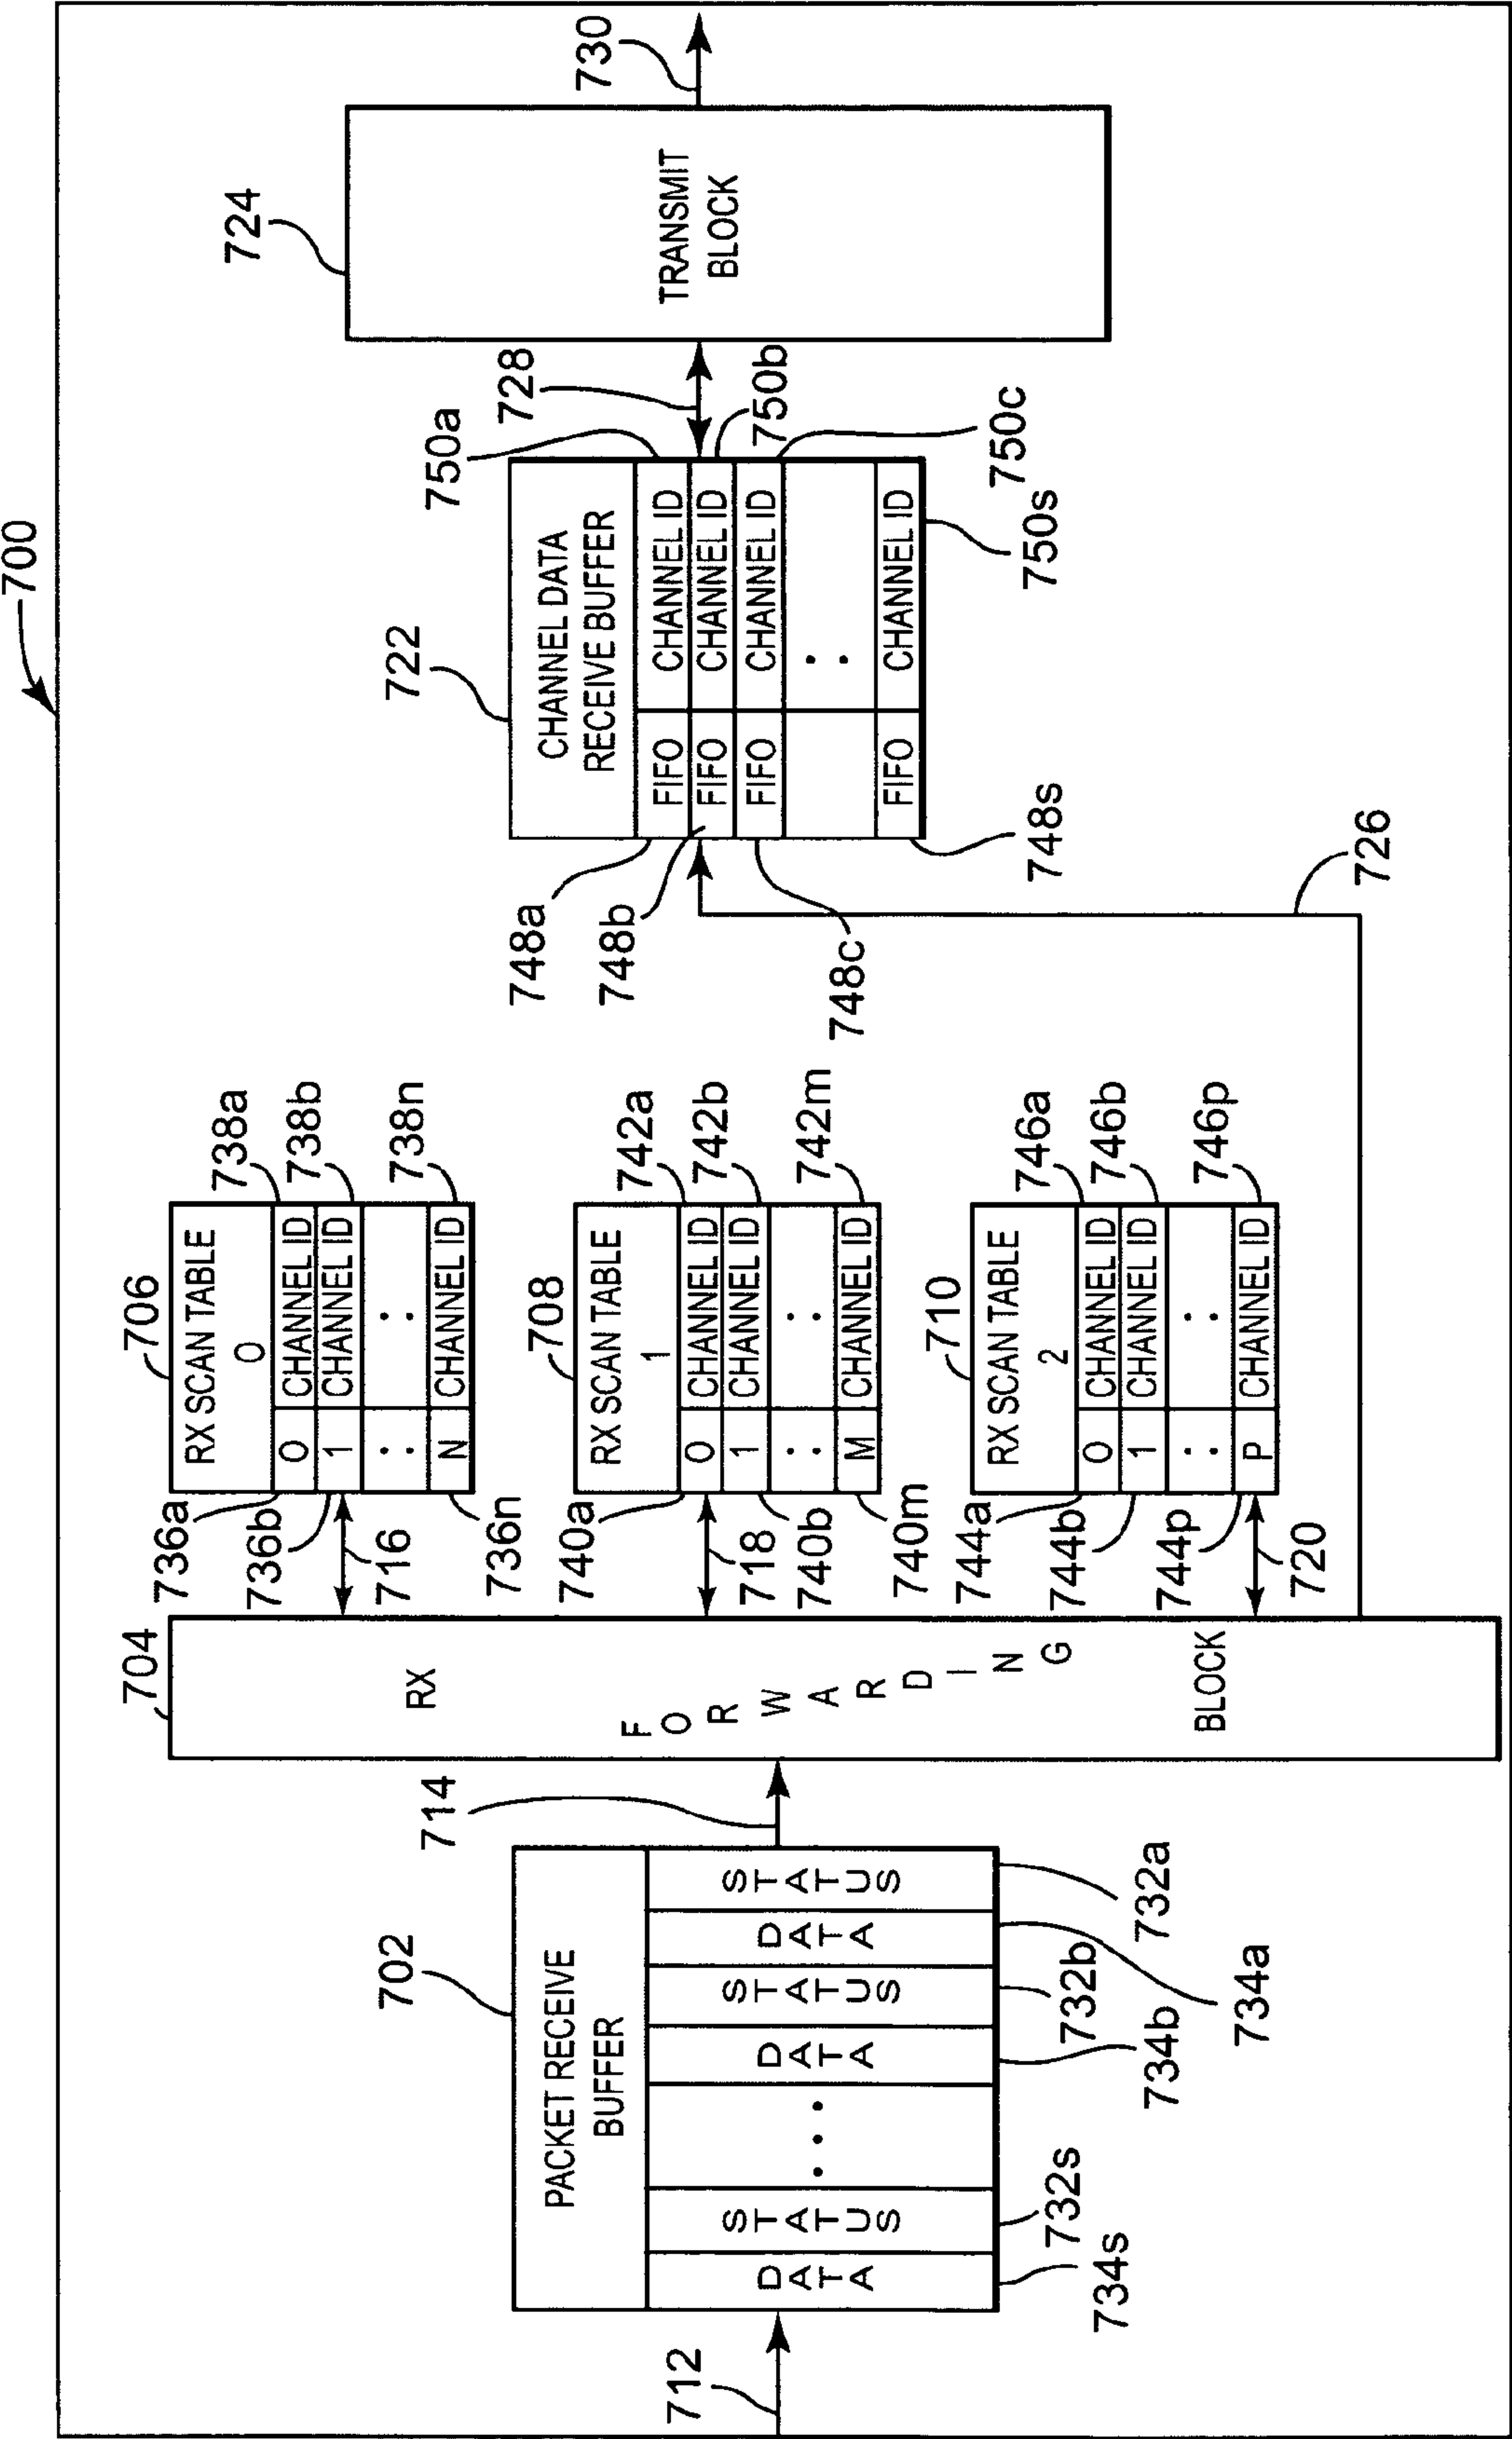 700
702
PACKET RECEIVE
BUFFER
DATA
STATUS
DATA
STATUS
DATA
STATUS
734s
732s
734b
732b
734a
732a
712
714
704
RX
FORWARDING
BLOCK
706
RX SCAN TABLE
0
0 CHANNEL ID
1 CHANNEL ID
N CHANNEL ID
736a
736b
716
736n
738a
738b
738n
708
RX SCAN TABLE
1
0 CHANNEL ID
1 CHANNEL ID
M CHANNEL ID
740a
718
740b
740m
742a
742b
742m
710
RX SCAN TABLE
2
0 CHANNEL ID
1 CHANNEL ID
P CHANNEL ID
744a
744b
744p
720
746a
746b
746p
722
CHANNEL DATA
RECEIVE BUFFER
FIFO CHANNEL ID
FIFO CHANNEL ID
FIFO CHANNEL ID
FIFO CHANNEL ID
748a
748b
748c
748s
750a
728
750b
750c
750s
726
724
TRANSMIT
BLOCK
730